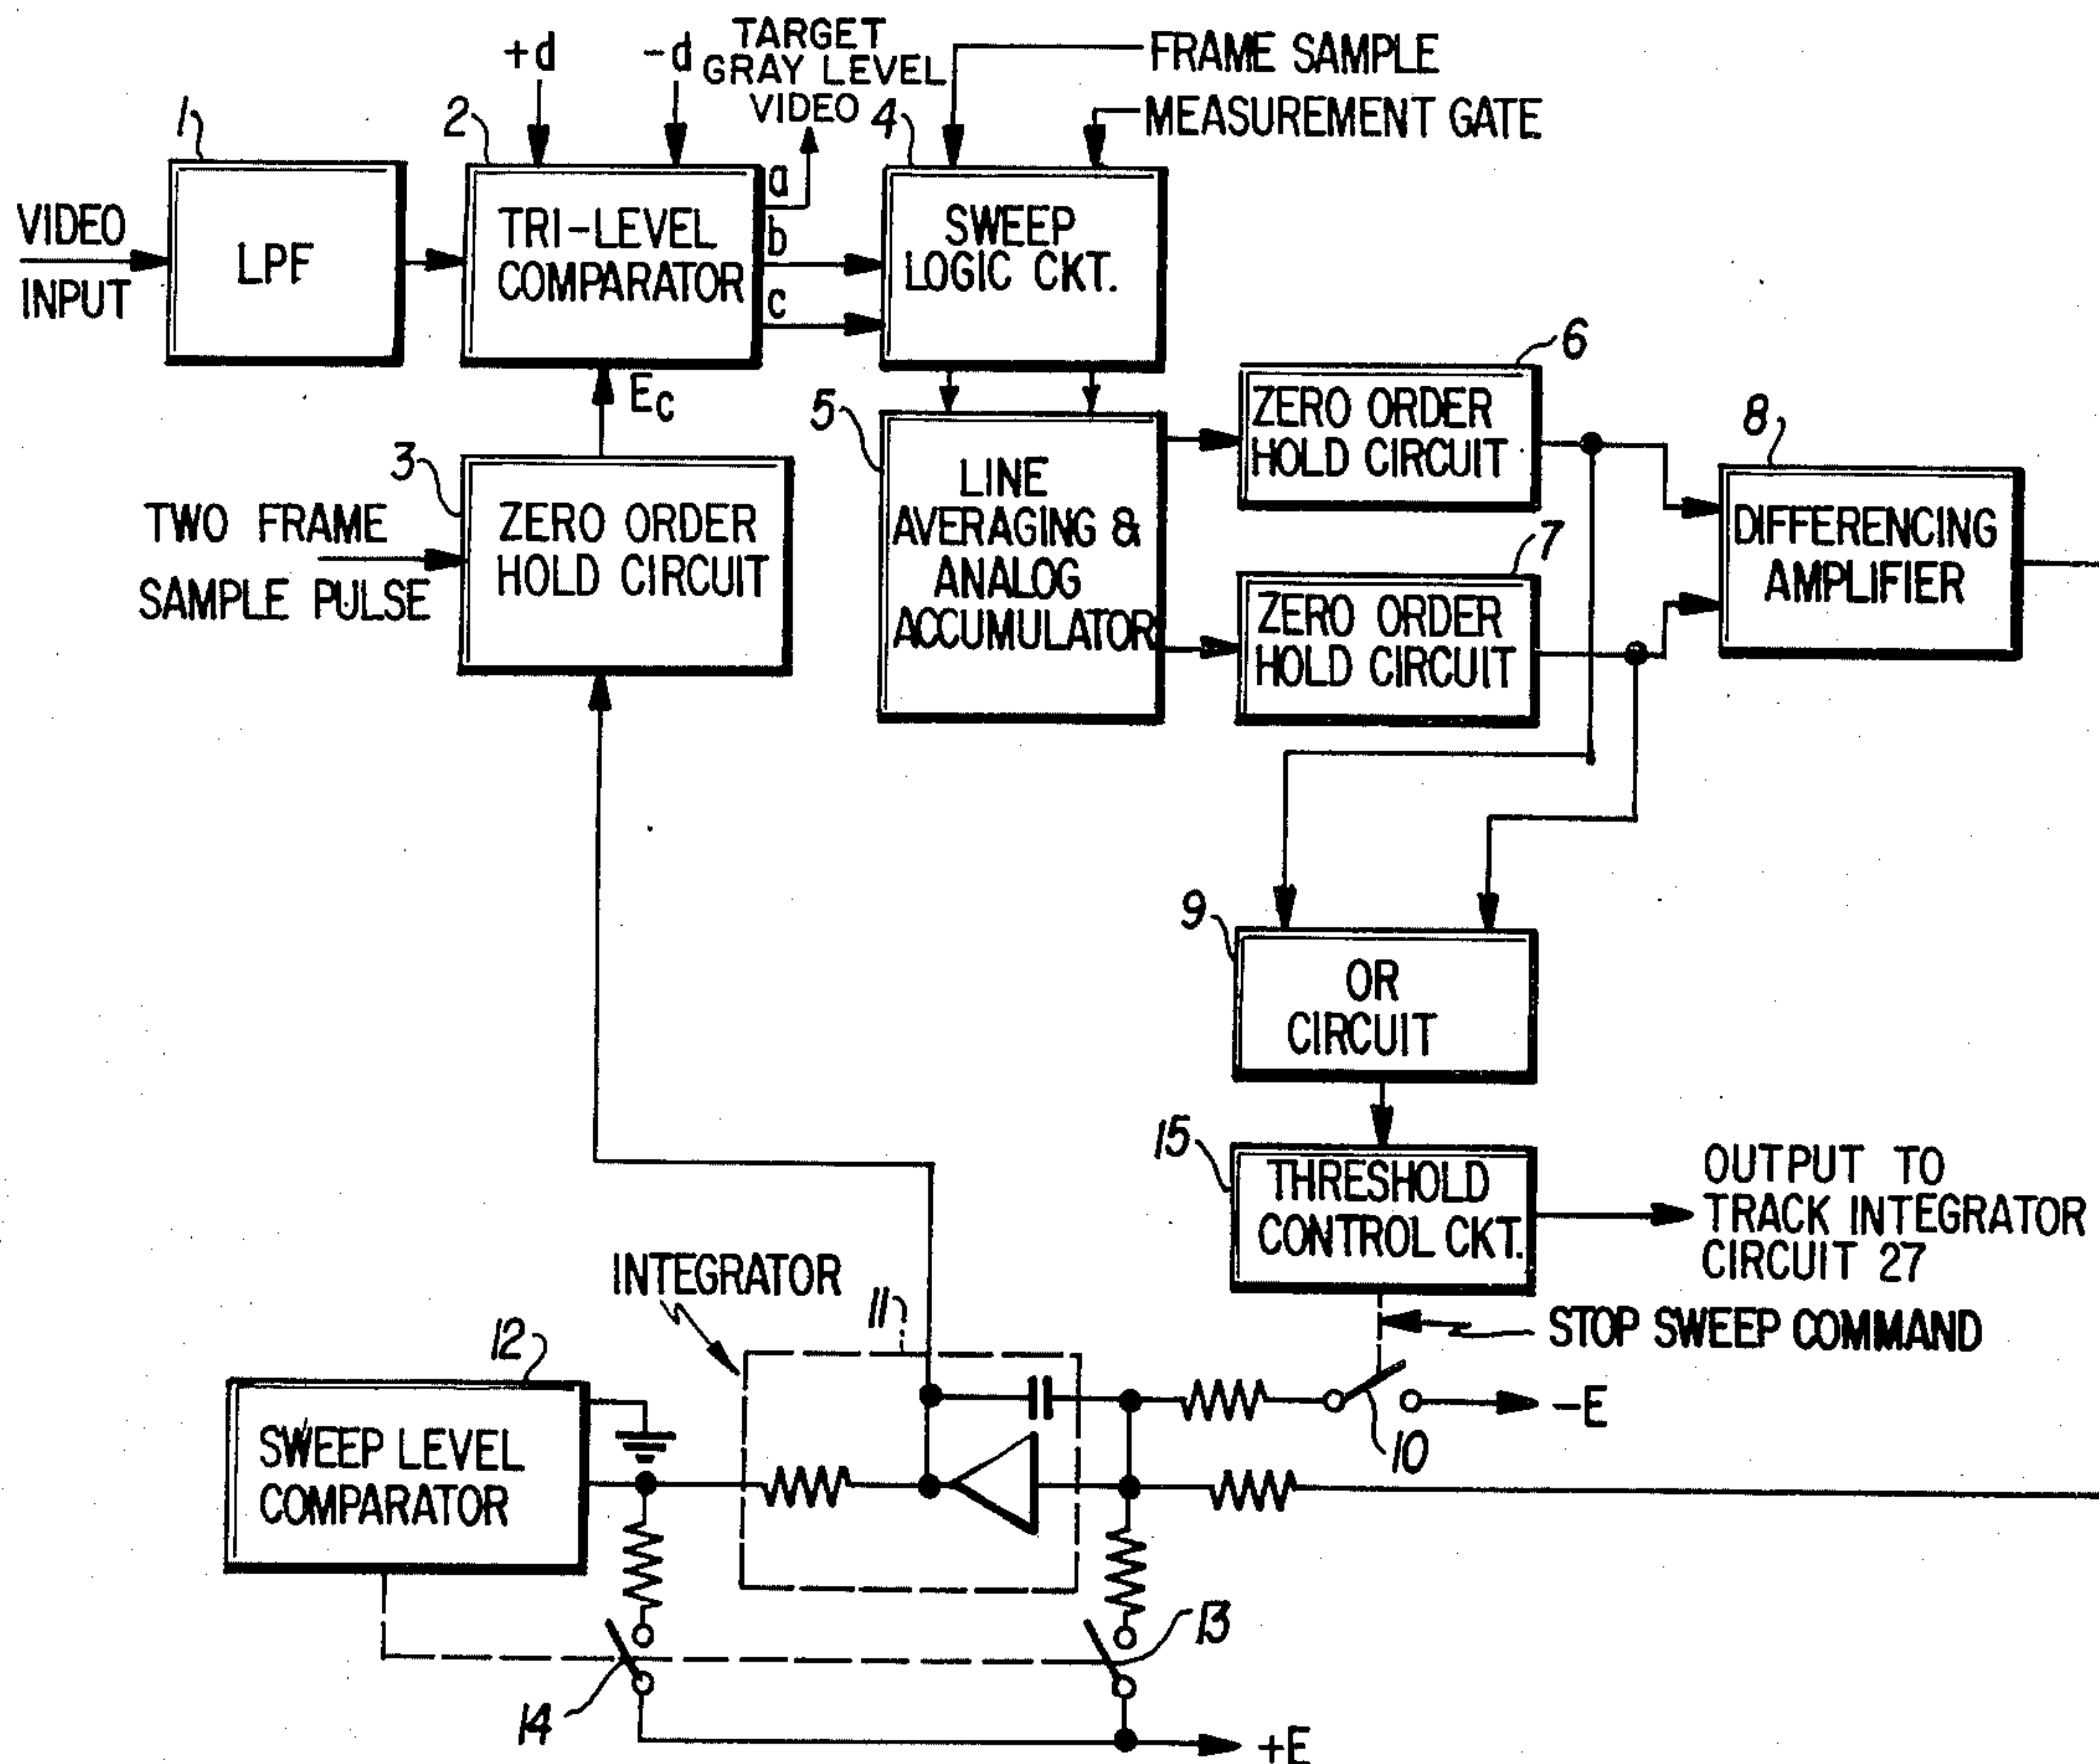 +d
-d
TARGET
GRAY LEVEL
VIDEO
FRAME SAMPLE
MEASUREMENT GATE
1
2
4
VIDEO
INPUT
LPF
TRI-LEVEL
COMPARATOR
a
b
c
SWEEP
LOGIC CKT.
Ec
3
TWO FRAME
SAMPLE PULSE
ZERO ORDER
HOLD CIRCUIT
5
LINE
AVERAGING &
ANALOG
ACCUMULATOR
6
ZERO ORDER
HOLD CIRCUIT
7
ZERO ORDER
HOLD CIRCUIT
8
DIFFERENCING
AMPLIFIER
9
OR
CIRCUIT
15
THRESHOLD
CONTROL CKT.
OUTPUT TO
TRACK INTEGRATOR
CIRCUIT 27
STOP SWEEP COMMAND
INTEGRATOR
11
12
SWEEP LEVEL
COMPARATOR
-E
10
13
14
+E